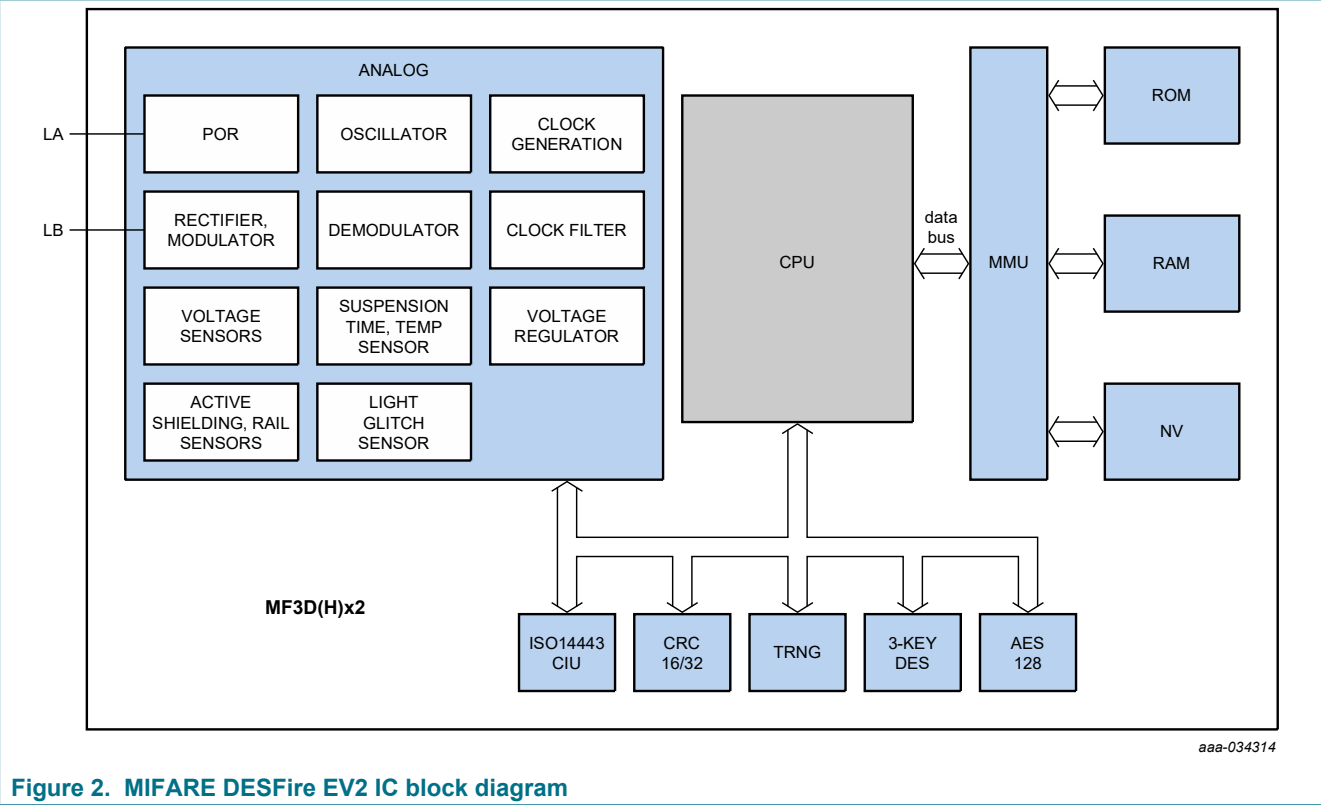 ANALOG
LA
POR
OSCILLATOR
CLOCK
GENERATION
LB
RECTIFIER,
MODULATOR
DEMODULATOR
CLOCK FILTER
VOLTAGE
SENSORS
SUSPENSION
TIME, TEMP
SENSOR
VOLTAGE
REGULATOR
ACTIVE
SHIELDING, RAIL
SENSORS
LIGHT
GLITCH
SENSOR
CPU
data
bus
MMU
ROM
RAM
NV
MF3D(H)x2
ISO14443
CIU
CRC
16/32
TRNG
3-KEY
DES
AES
128
aaa-034314
Figure 2. MIFARE DESFire EV2 IC block diagram